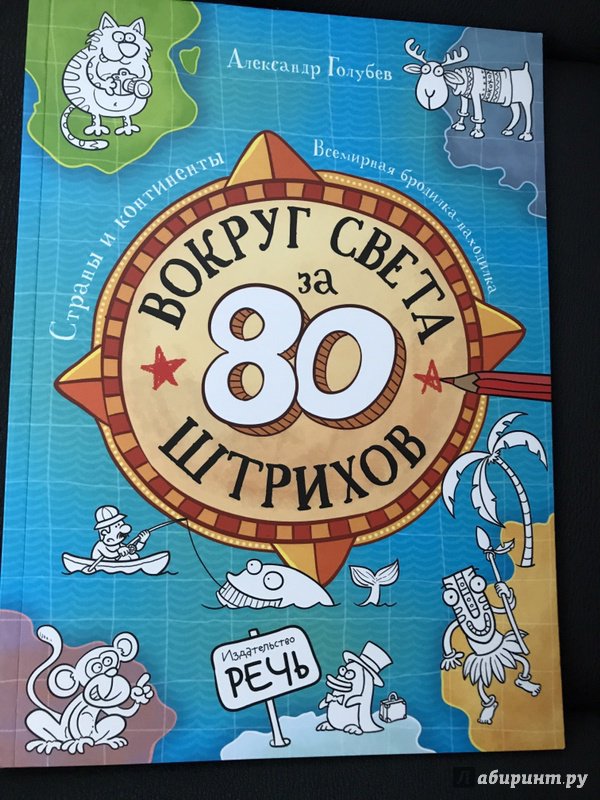 Александр Голубев
Страны и континенты
Всемирная бродилка-находилка
ВОКРУГ СВЕТА
за
80
ШТРИХОВ
Издательство
РЕЧЬ
Лабиринт.ру